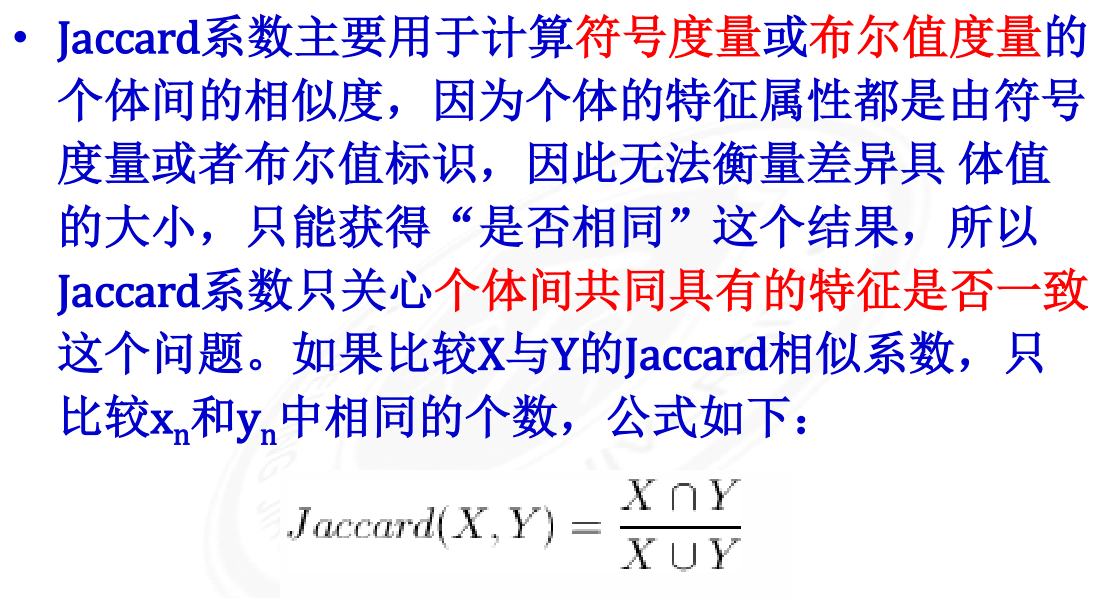 • Jaccard系数主要用于计算符号度量或布尔值度量的
个体间的相似度，因为个体的特征属性都是由符号
度量或者布尔值标识，因此无法衡量差异具 体值
的大小，只能获得“是否相同”这个结果，所以
Jaccard系数只关心个体间共同具有的特征是否一致
这个问题。如果比较X与Y的Jaccard相似系数，只
比较xn和yn中相同的个数，公式如下：
Jaccard(X, Y) = X ∩ Y / X ∪ Y